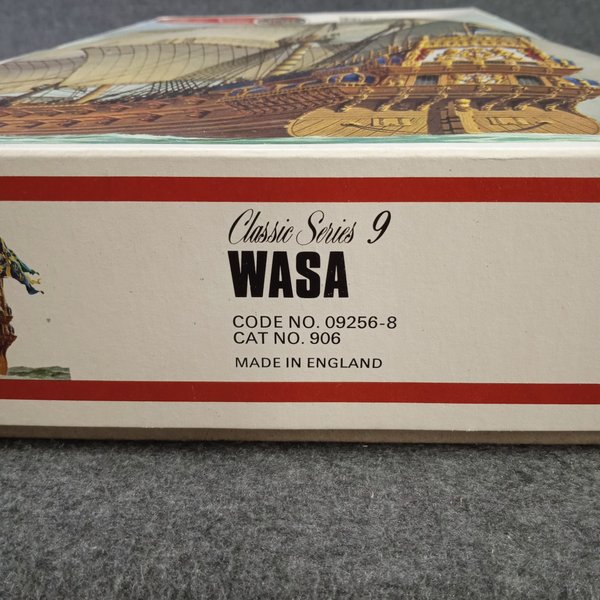 Classic Series 9
WASA
CODE NO. 09256-8
CAT NO. 906
MADE IN ENGLAND